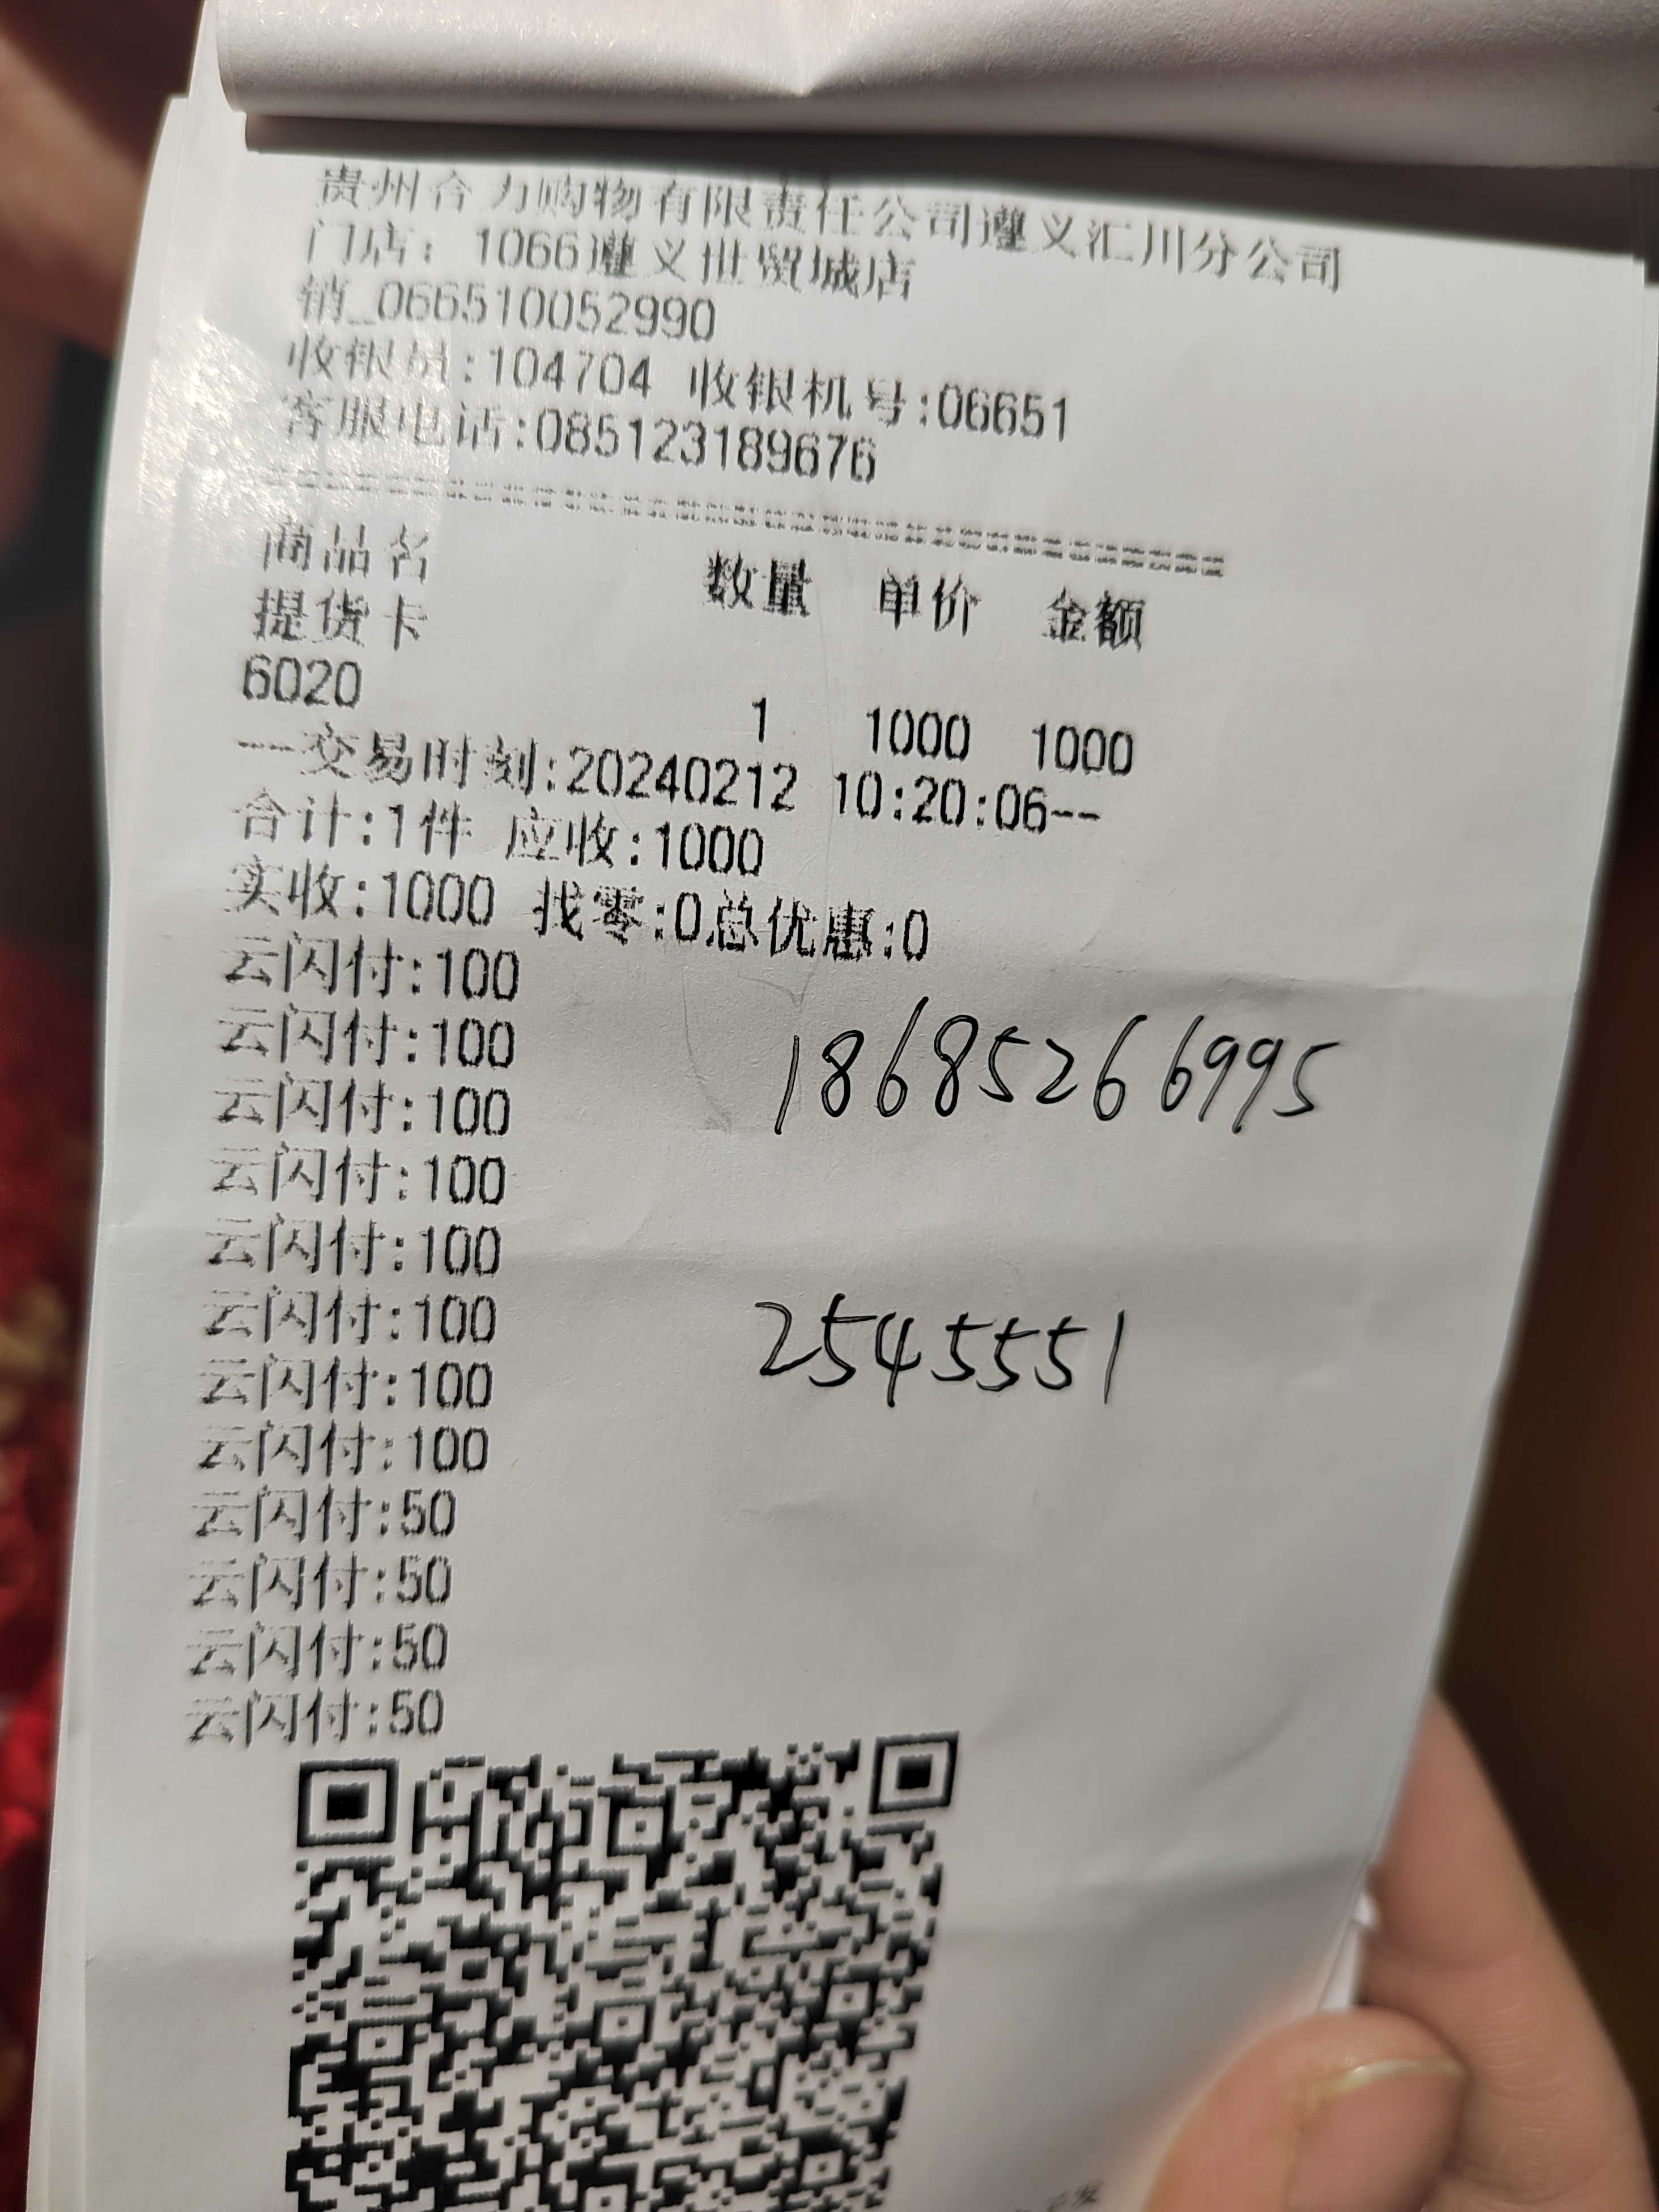 贵州合力购物有限责任公司遵义汇川分公司
门店：1066遵义世贸城店
销_066510052990
收银员:104704 收银机号:06651
客服电话:085123189676
商品名 数量 单价 金额
提货卡
6020 1 1000 1000
--交易时刻:20240212 10:20:06--
合计:1件 应收:1000
实收:1000 找零:0总优惠:0
云闪付:100
云闪付:100
18685266995
云闪付:100
云闪付:100
云闪付:100
云闪付:100
2545551
云闪付:100
云闪付:100
云闪付:50
云闪付:50
云闪付:50
云闪付:50